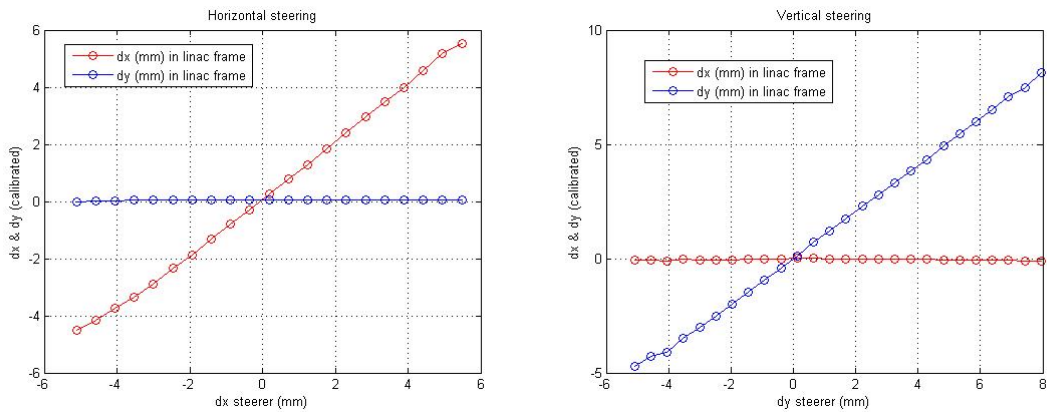 Horizontal steering
6
4
2
0
-2
-4
-6
-6
-4
-2
0
2
4
6
dx (mm) in linac frame
dy (mm) in linac frame
dx & dy (calibrated)
dx steerer (mm)
Vertical steering
10
5
0
-5
-6
-4
-2
0
2
4
6
8
dx (mm) in linac frame
dy (mm) in linac frame
dx & dy (calibrated)
dy steerer (mm)